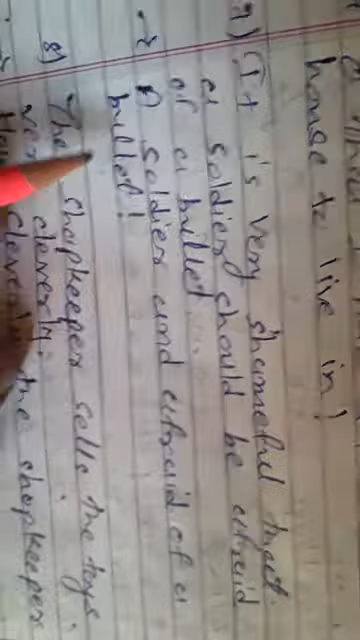 house to live in!
7) It is very shameful that
a soldier should be afraid
of a bullet.
→ A soldier and afraid of a
bullet!
8) The shopkeeper sells the toys
very cleverly.
the shopkeeper